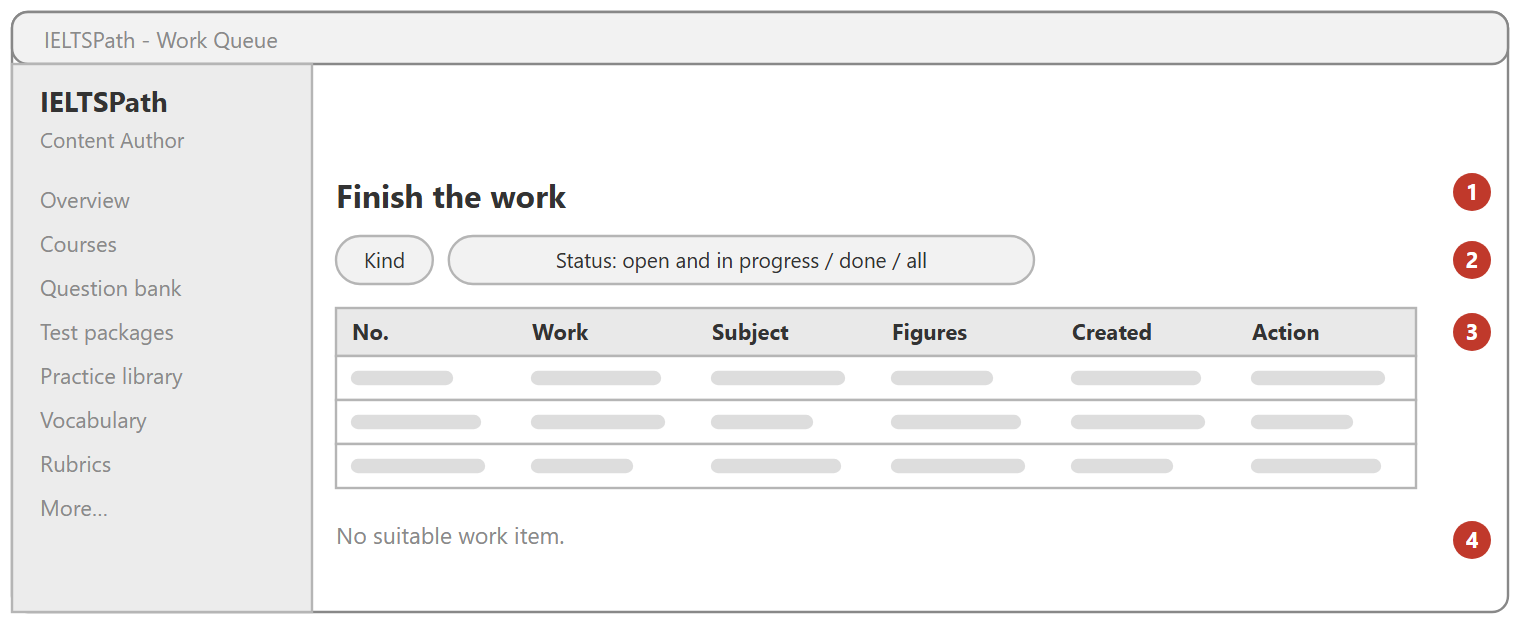 IELTSPath - Work Queue
IELTSPath
Content Author
Overview
Courses
Question bank
Test packages
Practice library
Vocabulary
Rubrics
More...
Finish the work
1
Kind
Status: open and in progress / done / all
2
No. Work Subject Figures Created Action
3
No suitable work item.
4